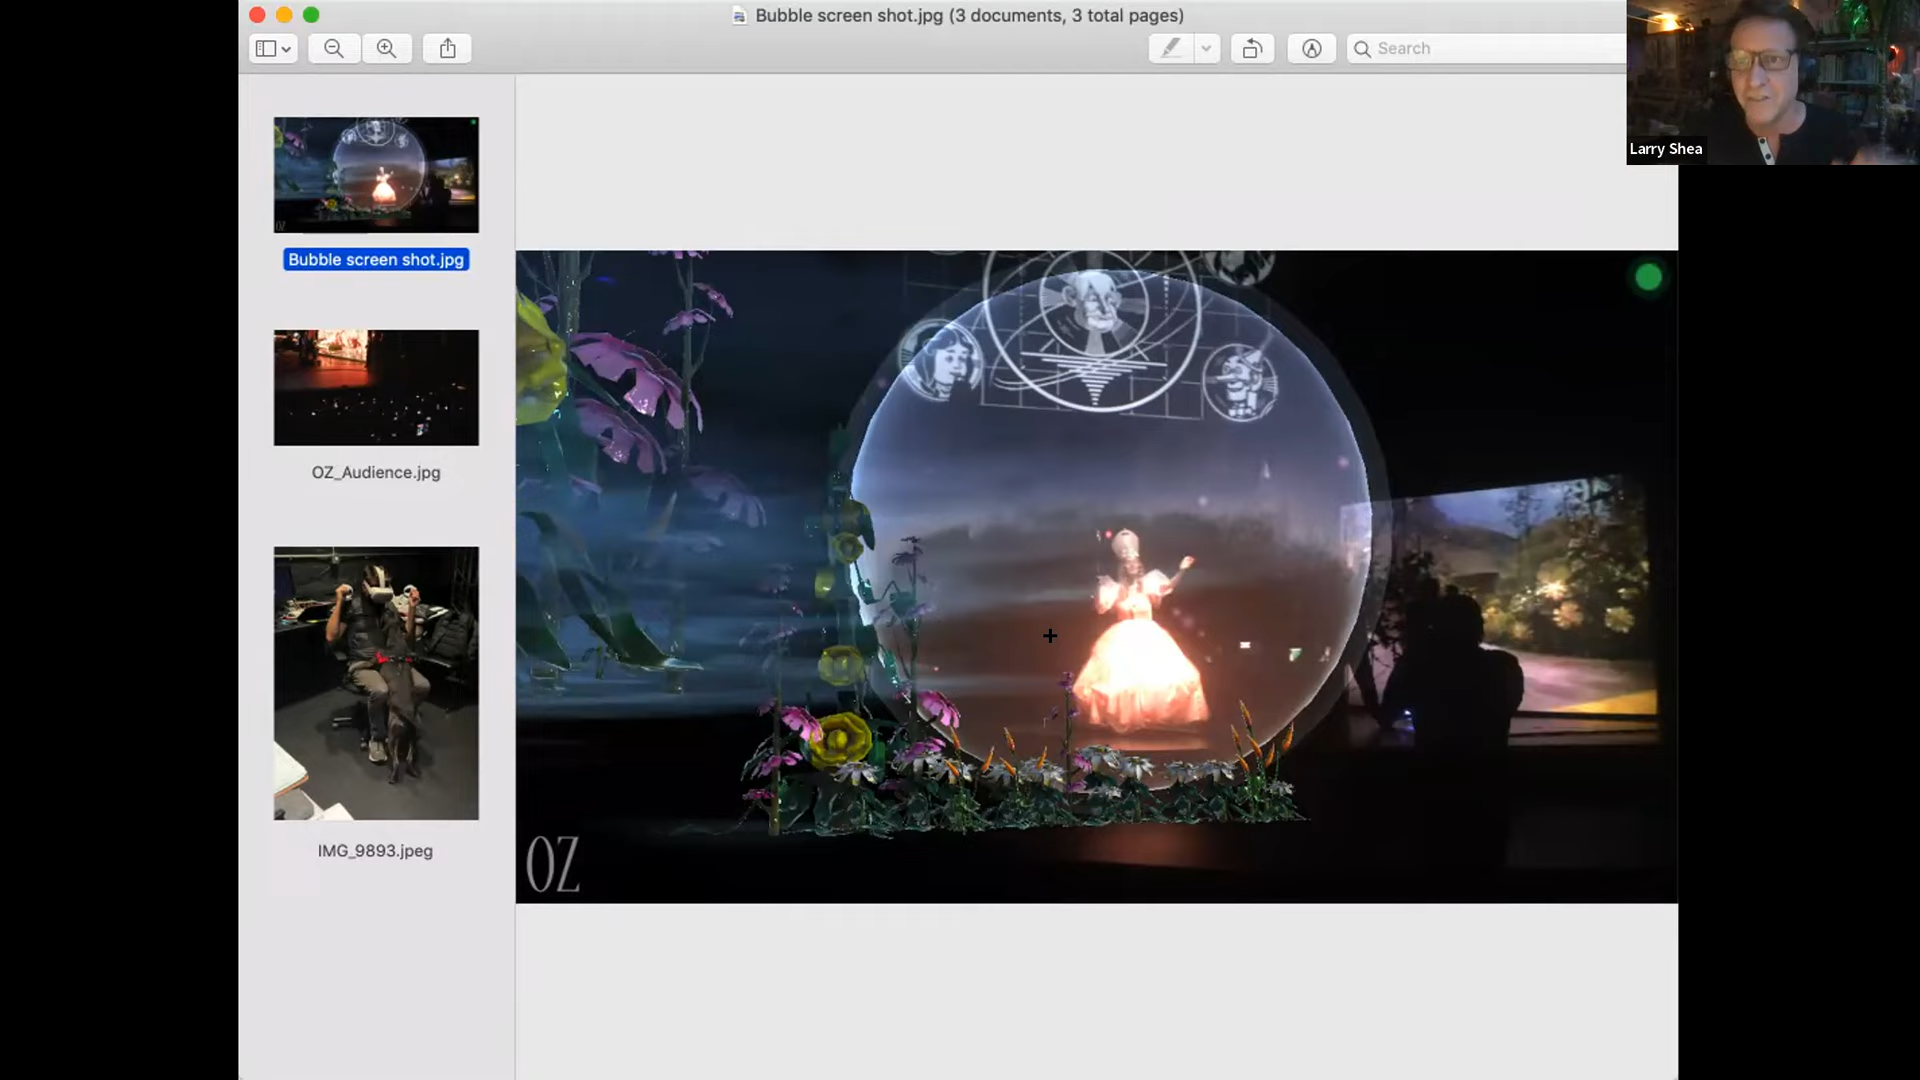 Bubble screen shot.jpg (3 documents, 3 total pages)
Search
Larry Shea
Bubble screen shot.jpg
OZ_Audience.jpg
IMG_9893.jpeg
OZ